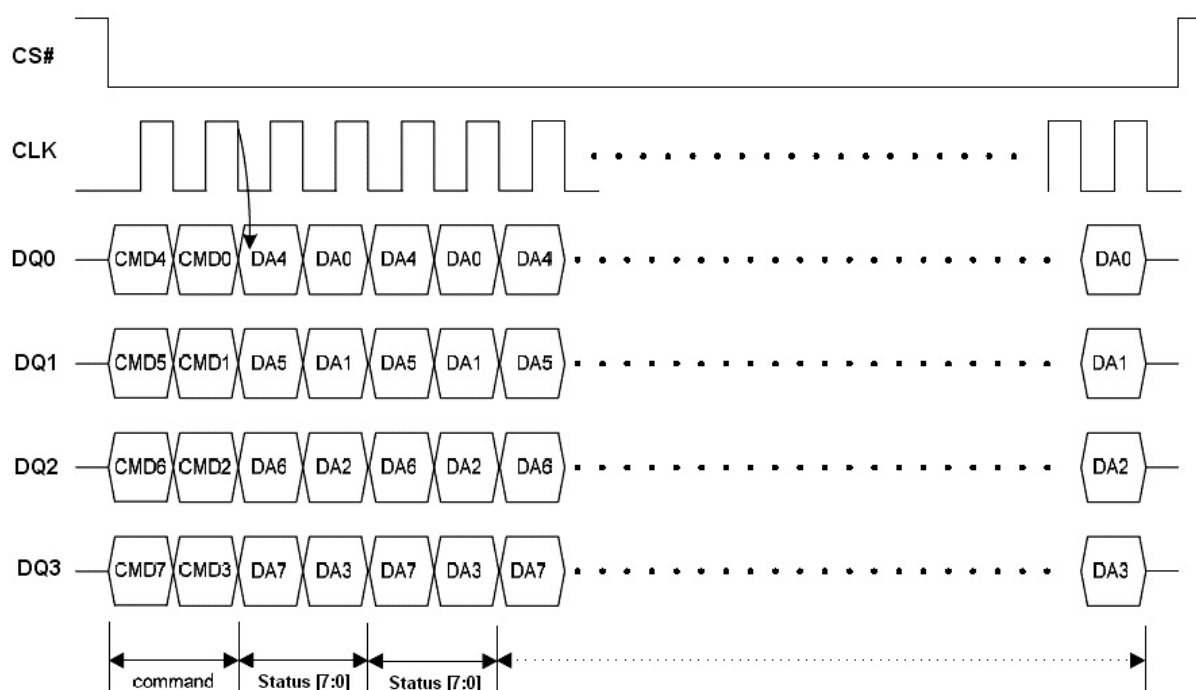 CS#
CLK
DQ0 CMD4 CMD0 DA4 DA0 DA4 DA0 DA4 DA0
DQ1 CMD5 CMD1 DA5 DA1 DA5 DA1 DA5 DA1
DQ2 CMD6 CMD2 DA6 DA2 DA6 DA2 DA6 DA2
DQ3 CMD7 CMD3 DA7 DA3 DA7 DA3 DA7 DA3
command Status [7:0] Status [7:0]